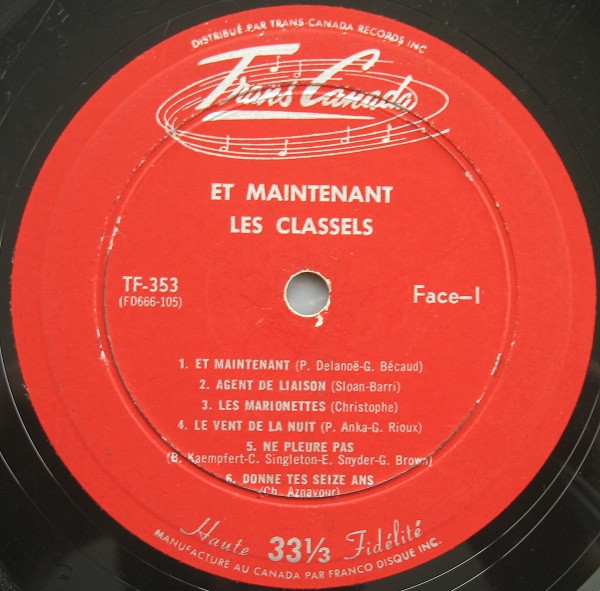 DISTRIBUÉ PAR TRANS-CANADA RECORDS INC.
Trans Canada
ET MAINTENANT
LES CLASSELS
TF-353
(FD666-105)
Face-I
1. ET MAINTENANT (P. Delanoë-G. Bécaud)
2. AGENT DE LIAISON (Sloan-Barri)
3. LES MARIONETTES (Christophe)
4. LE VENT DE LA NUIT (P. Anka-G. Rioux)
5. NE PLEURE PAS
(B. Kaempfert-C. Singleton-E. Snyder-G. Brown)
6. DONNE TES SEIZE ANS
(Ch. Aznavour)
Haute 33⅓ Fidélité
MANUFACTURÉ AU CANADA PAR FRANCO DISQUE INC.